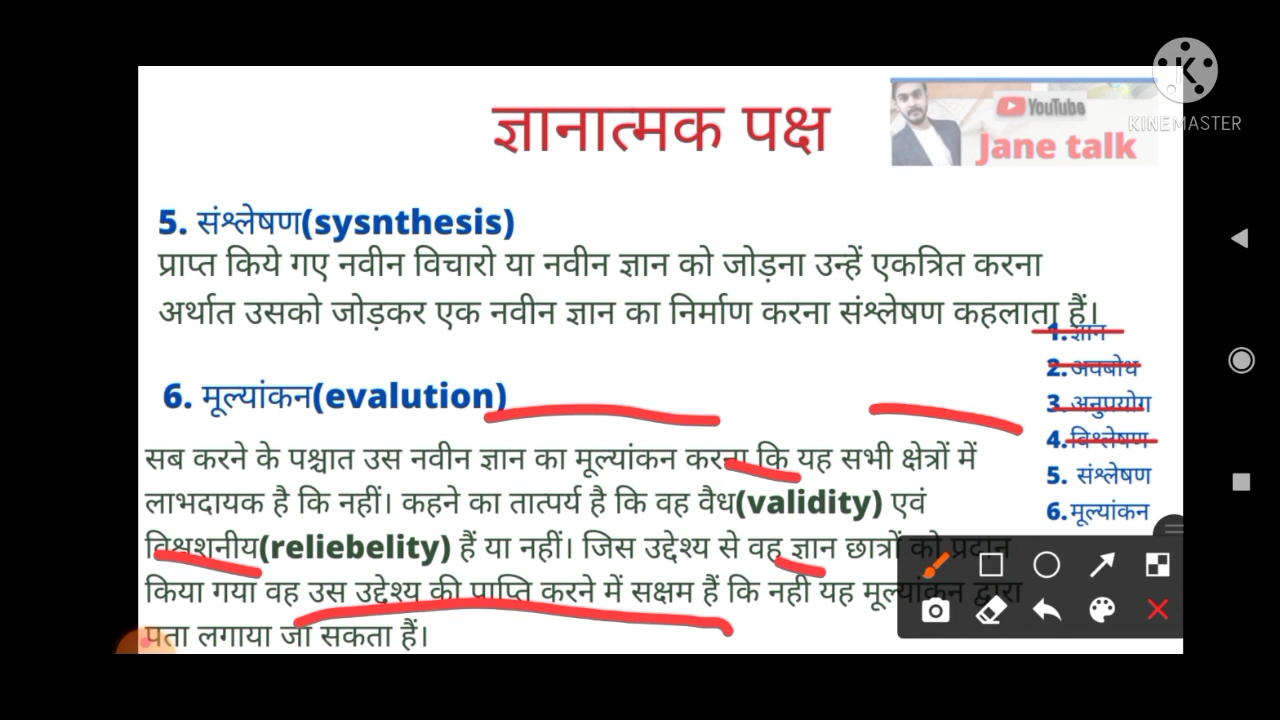 ज्ञानात्मक पक्ष
YouTube
Jane talk
KINEMASTER
5. संश्लेषण(sysnthesis)
प्राप्त किये गए नवीन विचारो या नवीन ज्ञान को जोड़ना उन्हें एकत्रित करना
अर्थात उसको जोड़कर एक नवीन ज्ञान का निर्माण करना संश्लेषण कहलाता हैं।
6. मूल्यांकन(evalution)
सब करने के पश्चात उस नवीन ज्ञान का मूल्यांकन करना कि यह सभी क्षेत्रों में
लाभदायक है कि नहीं। कहने का तात्पर्य है कि वह वैध(validity) एवं
विश्वशनीय(reliebelity) हैं या नहीं। जिस उद्देश्य से वह ज्ञान छात्रों को प्रदान
किया गया वह उस उद्देश्य की प्राप्ति करने में सक्षम हैं कि नही यह मूल्यांकन द्वारा
पता लगाया जा सकता हैं।
1. ज्ञान
2. अवबोध
3. अनुपयोग
4. विश्लेषण
5. संश्लेषण
6. मूल्यांकन